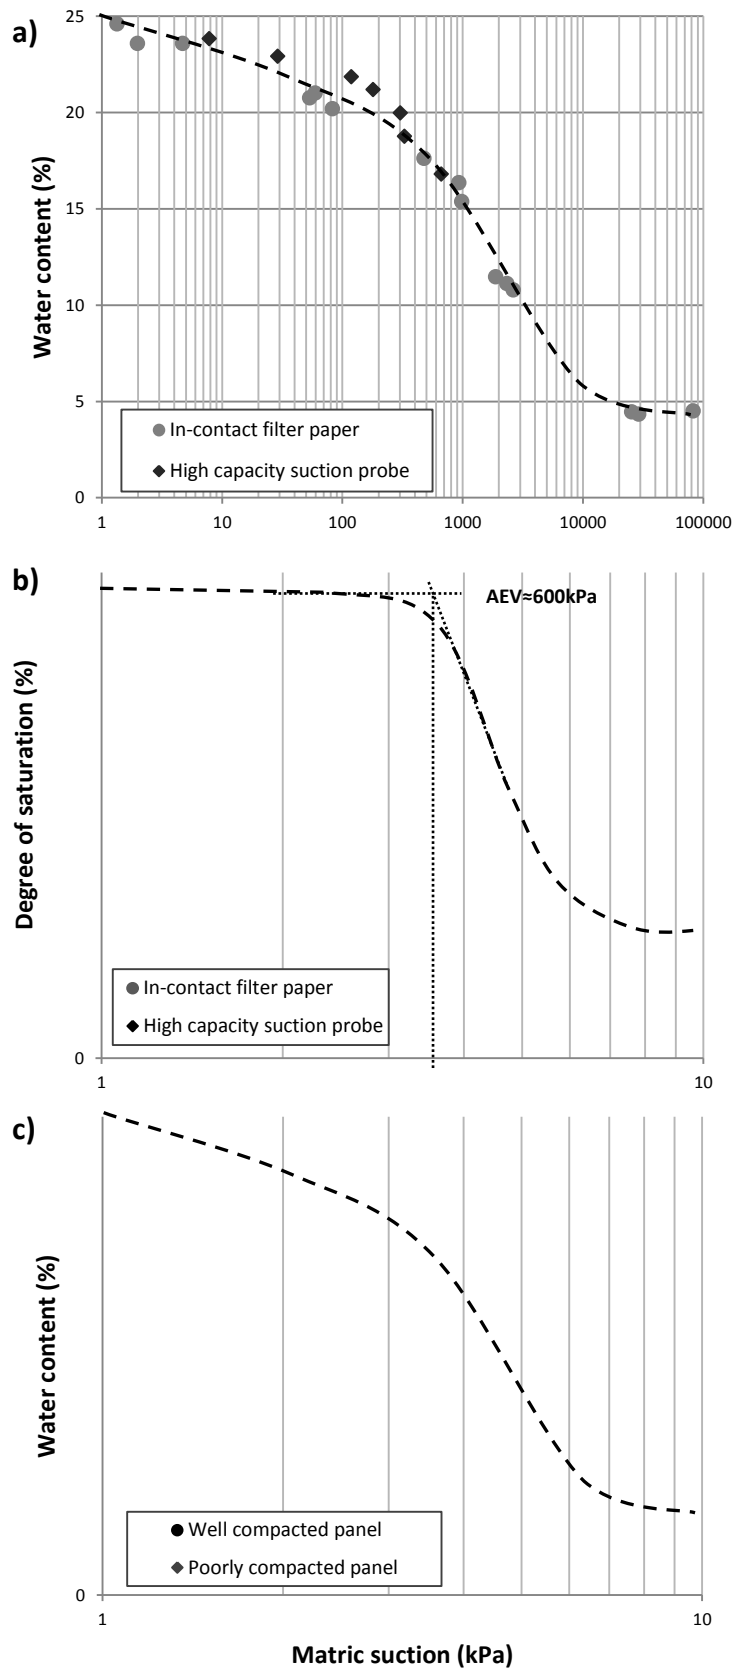 a)
25
20
15
10
5
0
Water content (%)
In-contact filter paper
High capacity suction probe
1 10 100 1000 10000 100000
b)
AEV≈600kPa
Degree of saturation (%)
In-contact filter paper
High capacity suction probe
0
1 10
c)
Water content (%)
Well compacted panel
Poorly compacted panel
0
1 10
Matric suction (kPa)